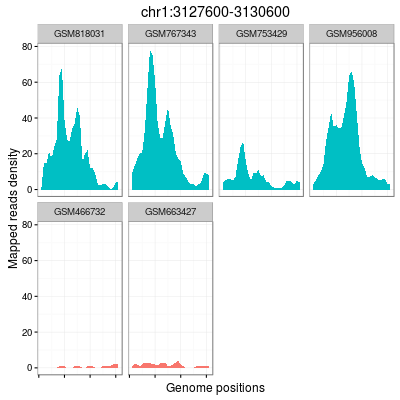 chr1:3127600-3130600
GSM818031 GSM767343 GSM753429 GSM956008
80
60
40
20
0
GSM466732 GSM663427
80
60
40
20
0
Mapped reads density
Genome positions